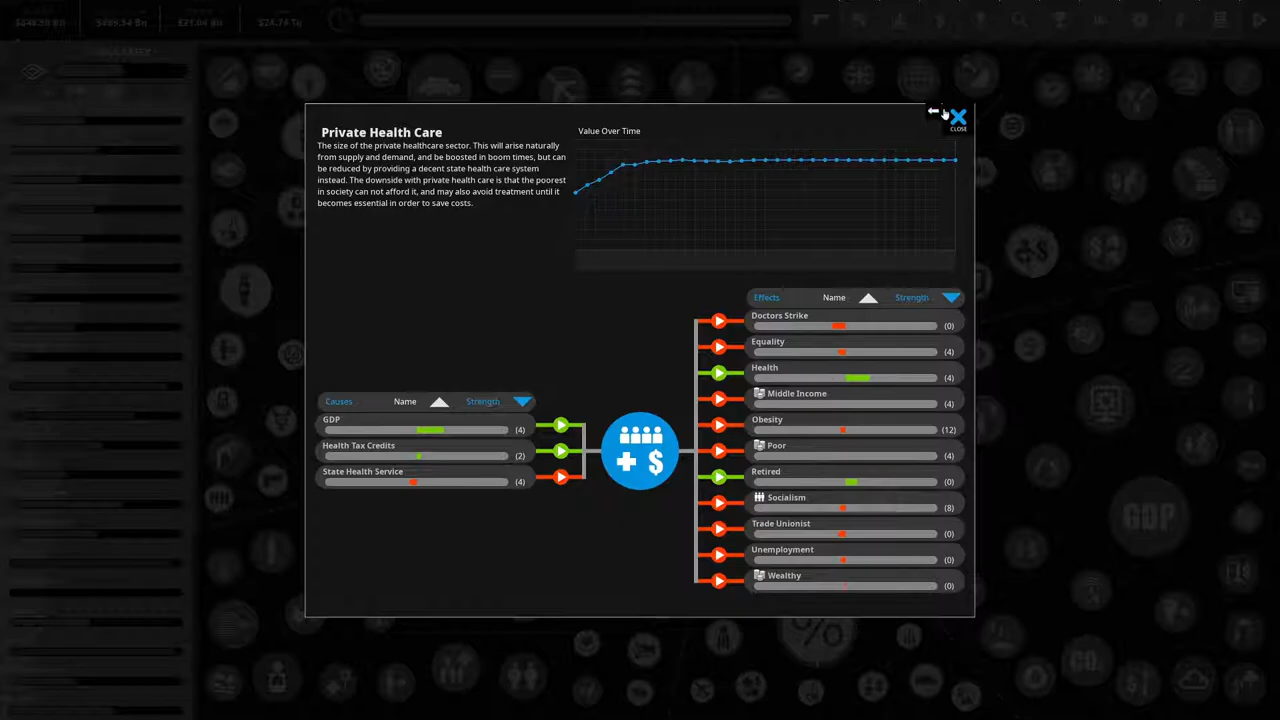 Private Health Care
The size of the private healthcare sector. This will arise naturally
from supply and demand, and be boosted in boom times, but can
be reduced by providing a decent state health care system
instead. The downside with private health care is that the poorest
in society can not afford it, and may also avoid treatment until it
becomes essential in order to save costs.
Value Over Time
CLOSE
Causes Name Strength
GDP
(4)
Health Tax Credits
(2)
State Health Service
(4)
Effects Name Strength
Doctors Strike
(0)
Equality
(4)
Health
(4)
Middle Income
(4)
Obesity
(12)
Poor
(4)
Retired
(0)
Socialism
(8)
Trade Unionist
(0)
Unemployment
(0)
Wealthy
(0)
GDP